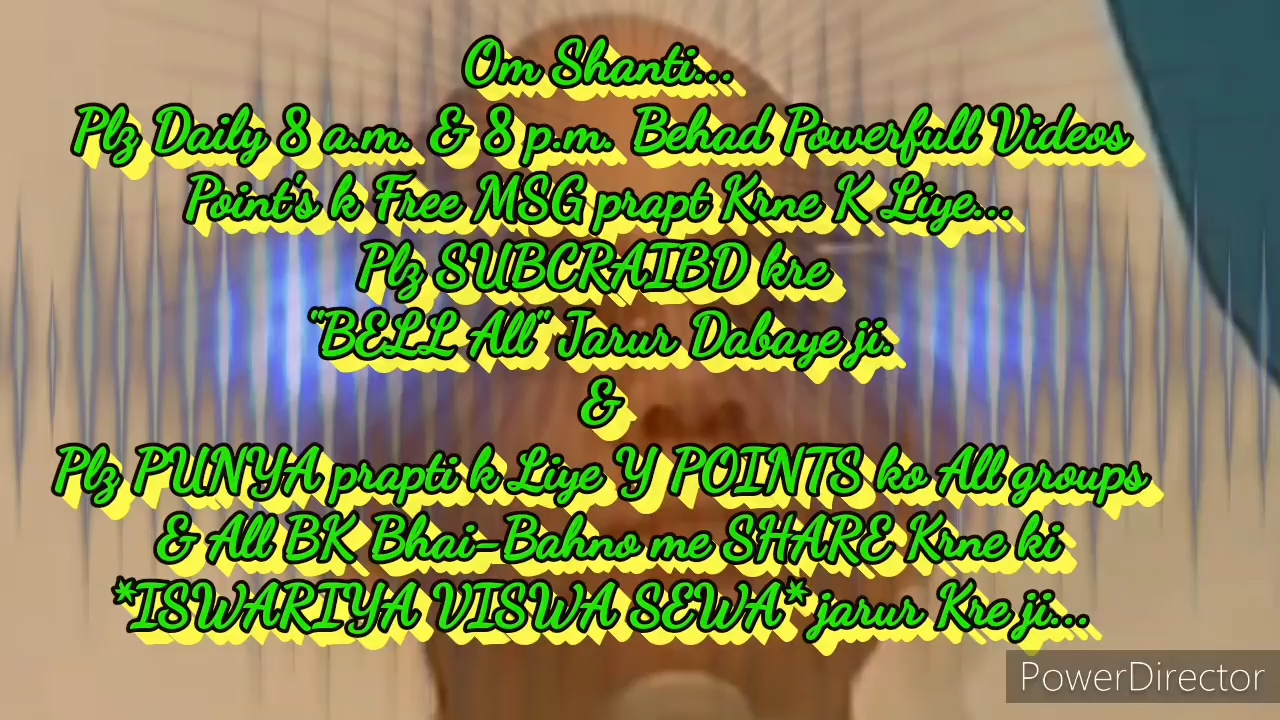 Om Shanti...
Plz Daily 8 a.m. & 8 p.m. Behad Powerfull Videos
Point's k Free MSG prapt Krne K Liye...
Plz SUBCRAIBD kre
"BELL All" Jarur Dabaye ji.
&
Plz PUNYA prapti k Liye Y POINTS ko All groups
& All BK Bhai-Bahno me SHARE Krne ki
*ISWARIYA VISWA SEWA* jarur Kre ji...
PowerDirector